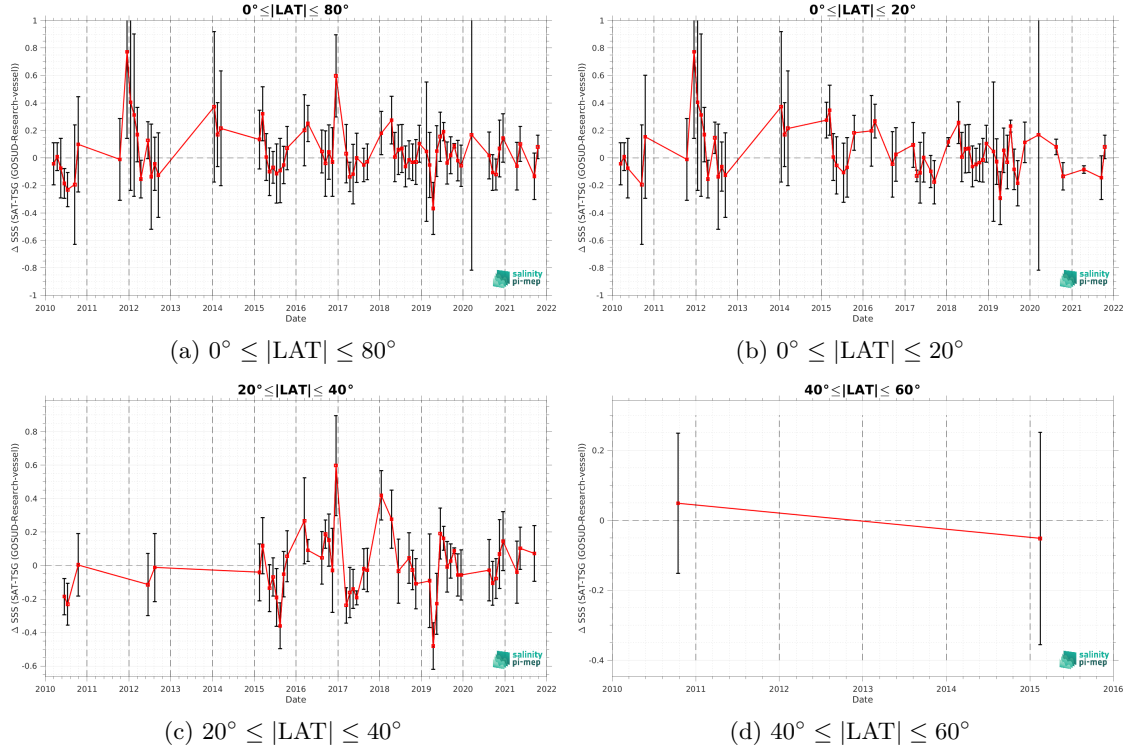 0°≤|LAT|≤ 80°
Δ SSS (SAT-TSG (GOSUD-Research-vessel))
1
0.8
0.6
0.4
0.2
0
-0.2
-0.4
-0.6
-0.8
-1
2010 2011 2012 2013 2014 2015 2016 2017 2018 2019 2020 2021 2022
Date
salinity
pi-mep
(a) 0° ≤ |LAT| ≤ 80°
0°≤|LAT|≤ 20°
Δ SSS (SAT-TSG (GOSUD-Research-vessel))
1
0.8
0.6
0.4
0.2
0
-0.2
-0.4
-0.6
-0.8
-1
2010 2011 2012 2013 2014 2015 2016 2017 2018 2019 2020 2021 2022
Date
salinity
pi-mep
(b) 0° ≤ |LAT| ≤ 20°
20°≤|LAT|≤ 40°
Δ SSS (SAT-TSG (GOSUD-Research-vessel))
0.8
0.6
0.4
0.2
0
-0.2
-0.4
-0.6
2010 2011 2012 2013 2014 2015 2016 2017 2018 2019 2020 2021 2022
Date
salinity
pi-mep
(c) 20° ≤ |LAT| ≤ 40°
40°≤|LAT|≤ 60°
Δ SSS (SAT-TSG (GOSUD-Research-vessel))
0.2
0
-0.2
-0.4
2010 2011 2012 2013 2014 2015 2016
Date
salinity
pi-mep
(d) 40° ≤ |LAT| ≤ 60°